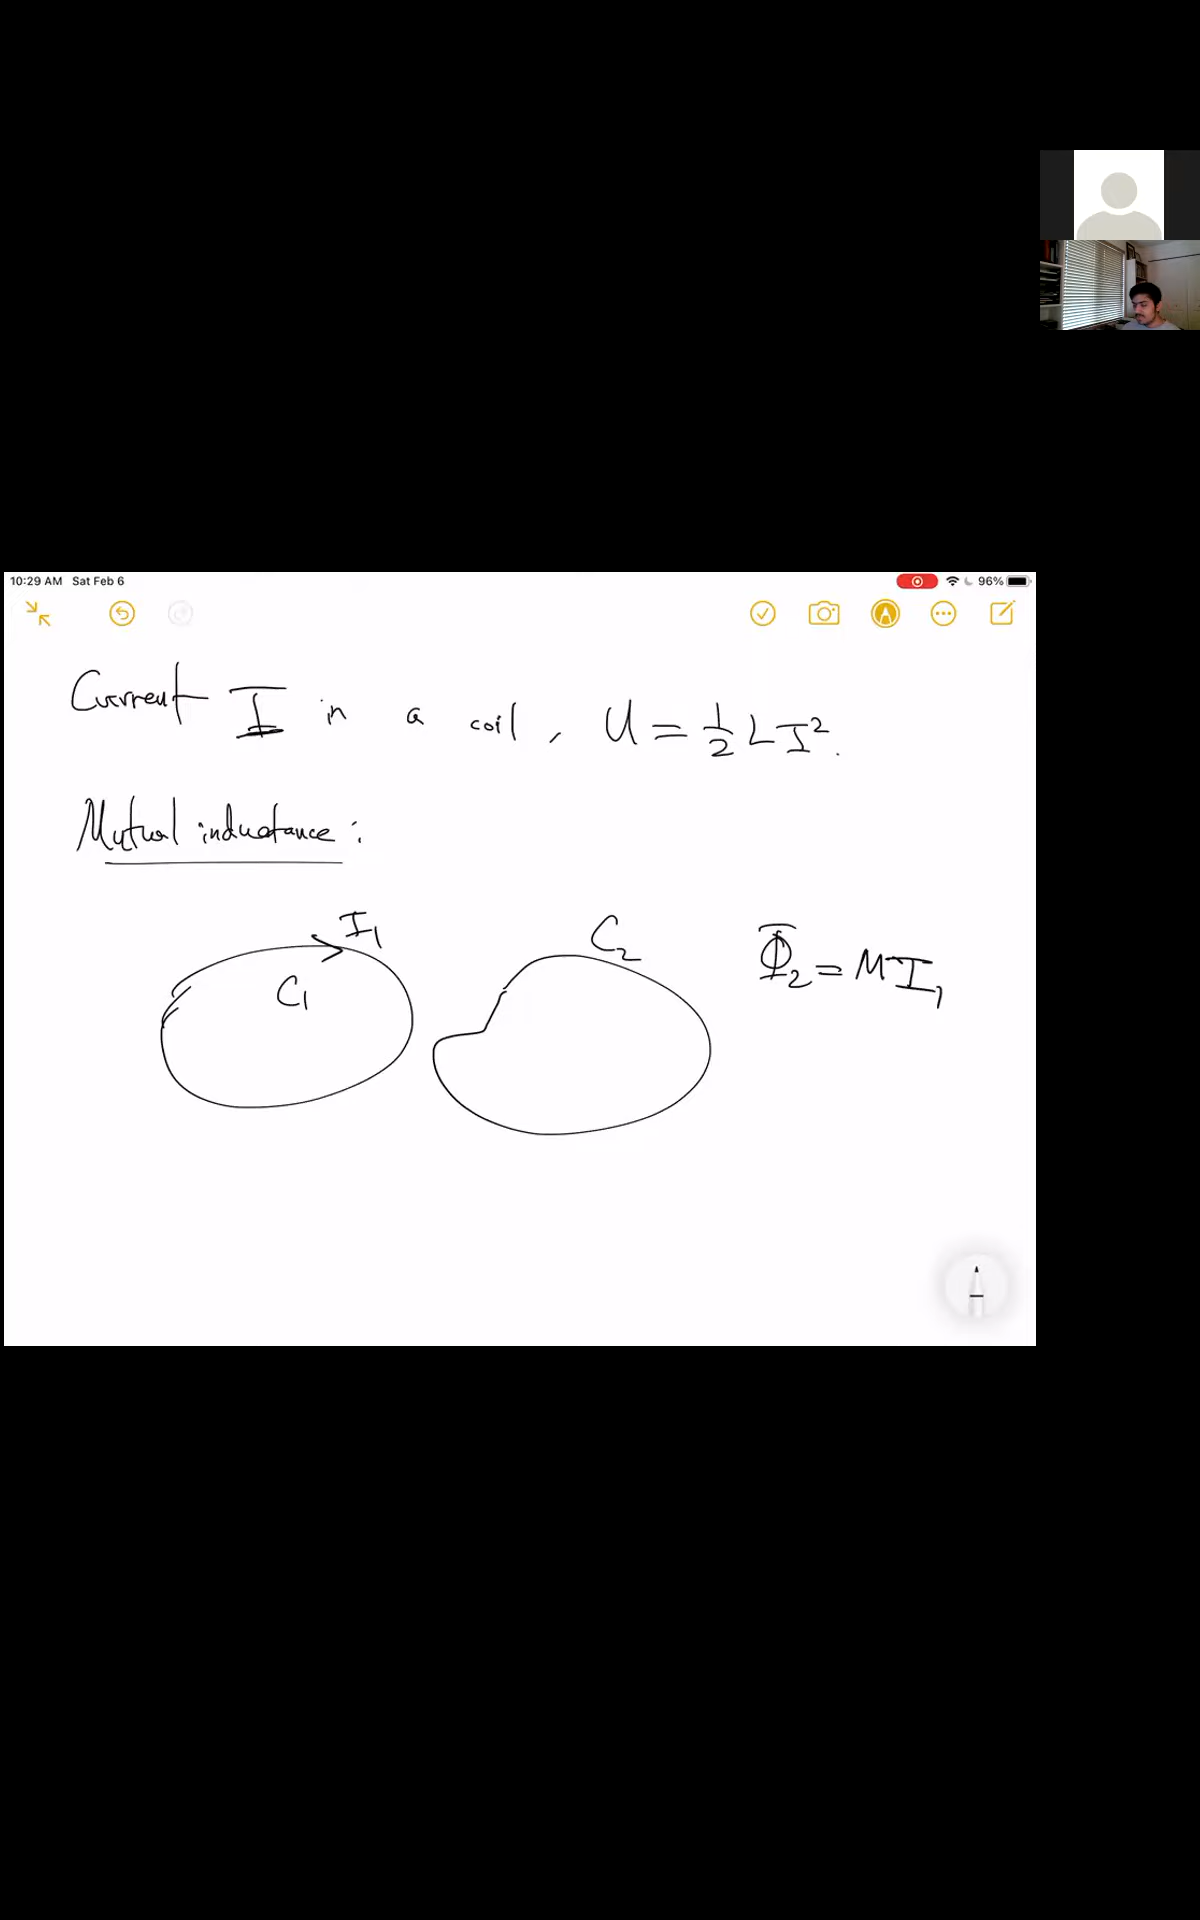 10:29 AM Sat Feb 6 96%
Current I in a coil, U = ½ L I².
Mutual inductance :
I₁
C₁
C₂
Φ₂ = M I₁